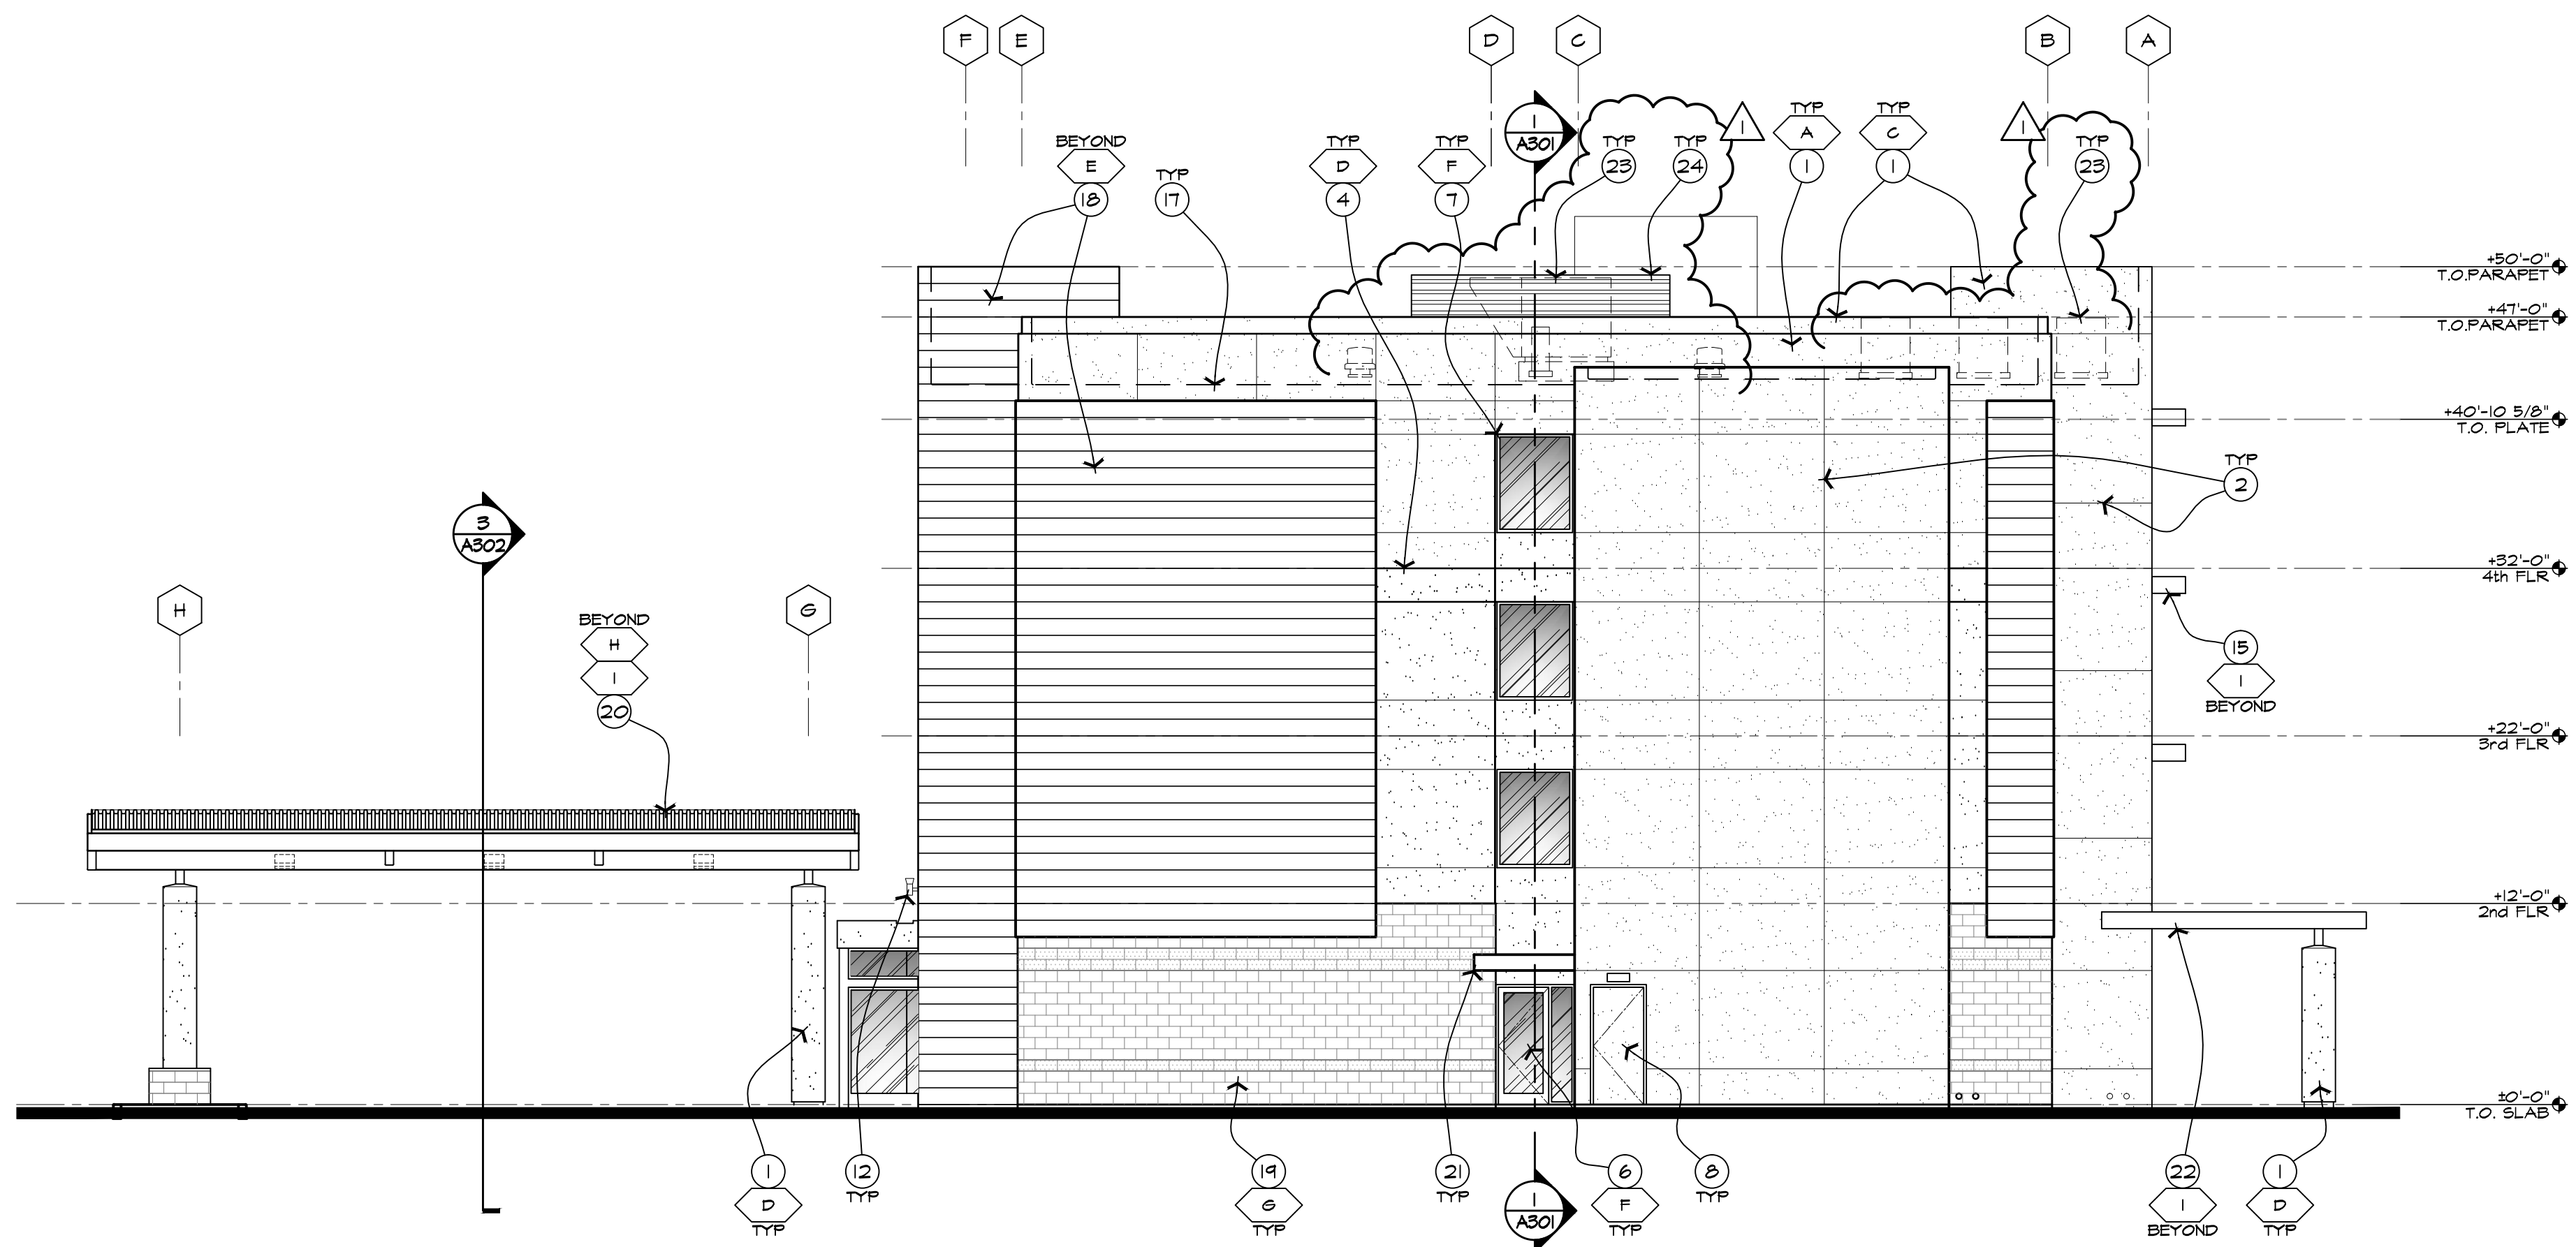 F
E
D
C
B
A
1
A301
1
1
TYP
A
1
TYP
C
1
BEYOND
E
18
TYP
17
TYP
D
4
TYP
F
7
TYP
23
TYP
24
TYP
23
+50'-0"
T.O.PARAPET
+47'-0"
T.O.PARAPET
+40'-10 5/8"
T.O. PLATE
TYP
2
3
A302
+32'-0"
4th FLR
H
G
BEYOND
H
I
20
15
I
BEYOND
+22'-0"
3rd FLR
+12'-0"
2nd FLR
±0'-0"
T.O. SLAB
1
D
TYP
12
TYP
19
G
TYP
21
TYP
1
A301
6
F
TYP
8
TYP
22
I
BEYOND
1
D
TYP